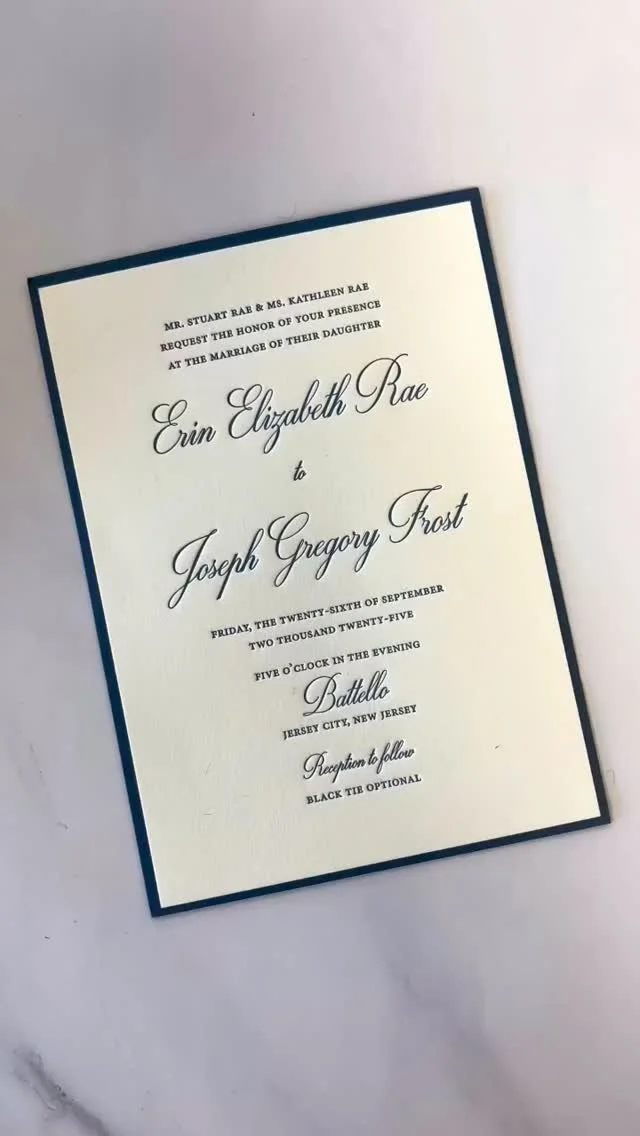 MR. STUART RAE & MS. KATHLEEN RAE
REQUEST THE HONOR OF YOUR PRESENCE
AT THE MARRIAGE OF THEIR DAUGHTER
Erin Elizabeth Rae
to
Joseph Gregory Frost
FRIDAY, THE TWENTY-SIXTH OF SEPTEMBER
TWO THOUSAND TWENTY-FIVE
FIVE O'CLOCK IN THE EVENING
Battello
JERSEY CITY, NEW JERSEY
Reception to follow
BLACK TIE OPTIONAL